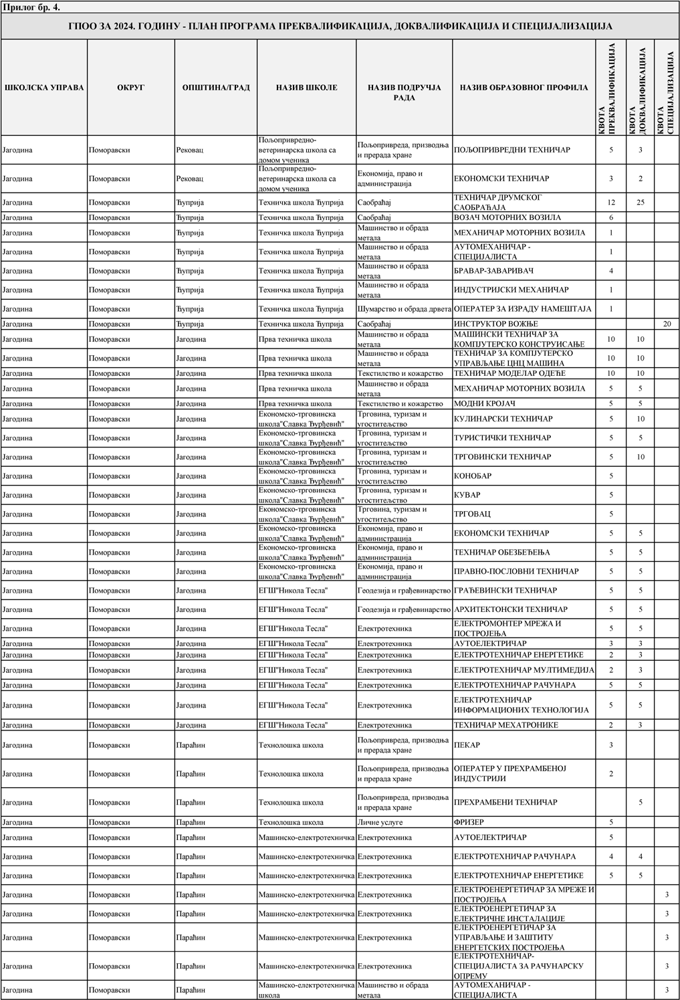 Прилог бр. 4.
ГПОО ЗА 2024. ГОДИНУ - ПЛАН ПРОГРАМА ПРЕКВАЛИФИКАЦИЈА, ДОКВАЛИФИКАЦИЈА И СПЕЦИЈАЛИЗАЦИЈА
ШКОЛСКА УПРАВА ОКРУГ ОПШТИНА/ГРАД НАЗИВ ШКОЛЕ НАЗИВ ПОДРУЧЈА РАДА НАЗИВ ОБРАЗОВНОГ ПРОФИЛА КВОТА ПРЕКВАЛИФИКАЦИЈА КВОТА ДОКВАЛИФИКАЦИЈА КВОТА СПЕЦИЈАЛИЗАЦИЈА
Јагодина Поморавски Рековац Пољопривредно-ветеринарска школа са домом ученика Пољопривреда, призводња и прерада хране ПОЉОПРИВРЕДНИ ТЕХНИЧАР 5 3
Јагодина Поморавски Рековац Пољопривредно-ветеринарска школа са домом ученика Економија, право и администрација ЕКОНОМСКИ ТЕХНИЧАР 3 2
Јагодина Поморавски Ћуприја Техничка школа Ћуприја Саобраћај ТЕХНИЧАР ДРУМСКОГ САОБРАЋАЈА 12 25
Јагодина Поморавски Ћуприја Техничка школа Ћуприја Саобраћај ВОЗАЧ МОТОРНИХ ВОЗИЛА 6
Јагодина Поморавски Ћуприја Техничка школа Ћуприја Машинство и обрада метала МЕХАНИЧАР МОТОРНИХ ВОЗИЛА 1
Јагодина Поморавски Ћуприја Техничка школа Ћуприја Машинство и обрада метала АУТОМЕХАНИЧАР - СПЕЦИЈАЛИСТА 1
Јагодина Поморавски Ћуприја Техничка школа Ћуприја Машинство и обрада метала БРАВАР-ЗАВАРИВАЧ 4
Јагодина Поморавски Ћуприја Техничка школа Ћуприја Машинство и обрада метала ИНДУСТРИЈСКИ МЕХАНИЧАР 1
Јагодина Поморавски Ћуприја Техничка школа Ћуприја Шумарство и обрада дрвета ОПЕРАТЕР ЗА ИЗРАДУ НАМЕШТАЈА 1
Јагодина Поморавски Ћуприја Техничка школа Ћуприја Саобраћај ИНСТРУКТОР ВОЖЊЕ 20
Јагодина Поморавски Јагодина Прва техничка школа Машинство и обрада метала МАШИНСКИ ТЕХНИЧАР ЗА КОМПЈУТЕРСКО КОНСТРУИСАЊЕ 10 10
Јагодина Поморавски Јагодина Прва техничка школа Машинство и обрада метала ТЕХНИЧАР ЗА КОМПЈУТЕРСКО УПРАВЉАЊЕ ЦНЦ МАШИНА 10 10
Јагодина Поморавски Јагодина Прва техничка школа Текстилство и кожарство ТЕХНИЧАР МОДЕЛАР ОДЕЋЕ 10 10
Јагодина Поморавски Јагодина Прва техничка школа Машинство и обрада метала МЕХАНИЧАР МОТОРНИХ ВОЗИЛА 5 5
Јагодина Поморавски Јагодина Прва техничка школа Текстилство и кожарство МОДНИ КРОЈАЧ 5 5
Јагодина Поморавски Јагодина Економско-трговинска школа"Славка Ђурђевић" Трговина, туризам и угоститељство КУЛИНАРСКИ ТЕХНИЧАР 5 10
Јагодина Поморавски Јагодина Економско-трговинска школа"Славка Ђурђевић" Трговина, туризам и угоститељство ТУРИСТИЧКИ ТЕХНИЧАР 5 5
Јагодина Поморавски Јагодина Економско-трговинска школа"Славка Ђурђевић" Трговина, туризам и угоститељство ТРГОВИНСКИ ТЕХНИЧАР 5 10
Јагодина Поморавски Јагодина Економско-трговинска школа"Славка Ђурђевић" Трговина, туризам и угоститељство КОНОБАР 5
Јагодина Поморавски Јагодина Економско-трговинска школа"Славка Ђурђевић" Трговина, туризам и угоститељство КУВАР 5
Јагодина Поморавски Јагодина Економско-трговинска школа"Славка Ђурђевић" Трговина, туризам и угоститељство ТРГОВАЦ 5
Јагодина Поморавски Јагодина Економско-трговинска школа"Славка Ђурђевић" Економија, право и администрација ЕКОНОМСКИ ТЕХНИЧАР 5 5
Јагодина Поморавски Јагодина Економско-трговинска школа"Славка Ђурђевић" Економија, право и администрација ТЕХНИЧАР ОБЕЗБЕЂЕЊА 5 5
Јагодина Поморавски Јагодина Економско-трговинска школа"Славка Ђурђевић" Економија, право и администрација ПРАВНО-ПОСЛОВНИ ТЕХНИЧАР 5 5
Јагодина Поморавски Јагодина ЕГШ"Никола Тесла" Геодезија и грађевинарство ГРАЂЕВИНСКИ ТЕХНИЧАР 5 5
Јагодина Поморавски Јагодина ЕГШ"Никола Тесла" Геодезија и грађевинарство АРХИТЕКТОНСКИ ТЕХНИЧАР 5 5
Јагодина Поморавски Јагодина ЕГШ"Никола Тесла" Електротехника ЕЛЕКТРОМОНТЕР МРЕЖА И ПОСТРОЈЕЊА 5 5
Јагодина Поморавски Јагодина ЕГШ"Никола Тесла" Електротехника АУТОЕЛЕКТРИЧАР 3 3
Јагодина Поморавски Јагодина ЕГШ"Никола Тесла" Електротехника ЕЛЕКТРОТЕХНИЧАР ЕНЕРГЕТИКЕ 2 3
Јагодина Поморавски Јагодина ЕГШ"Никола Тесла" Електротехника ЕЛЕКТРОТЕХНИЧАР МУЛТИМЕДИЈА 2 3
Јагодина Поморавски Јагодина ЕГШ"Никола Тесла" Електротехника ЕЛЕКТРОТЕХНИЧАР РАЧУНАРА 5 5
Јагодина Поморавски Јагодина ЕГШ"Никола Тесла" Електротехника ЕЛЕКТРОТЕХНИЧАР ИНФОРМАЦИОНИХ ТЕХНОЛОГИЈА 5 5
Јагодина Поморавски Јагодина ЕГШ"Никола Тесла" Електротехника ТЕХНИЧАР МЕХАТРОНИКЕ 2 3
Јагодина Поморавски Параћин Технолошка школа Пољопривреда, призводња и прерада хране ПЕКАР 3
Јагодина Поморавски Параћин Технолошка школа Пољопривреда, призводња и прерада хране ОПЕРАТЕР У ПРЕХРАМБЕНОЈ ИНДУСТРИЈИ 2
Јагодина Поморавски Параћин Технолошка школа Пољопривреда, призводња и прерада хране ПРЕХРАМБЕНИ ТЕХНИЧАР 5
Јагодина Поморавски Параћин Технолошка школа Личне услуге ФРИЗЕР 5
Јагодина Поморавски Параћин Машинско-електротехничка Електротехника АУТОЕЛЕКТРИЧАР 5
Јагодина Поморавски Параћин Машинско-електротехничка Електротехника ЕЛЕКТРОТЕХНИЧАР РАЧУНАРА 4 4
Јагодина Поморавски Параћин Машинско-електротехничка Електротехника ЕЛЕКТРОТЕХНИЧАР ЕНЕРГЕТИКЕ 5 5
Јагодина Поморавски Параћин Машинско-електротехничка Електротехника ЕЛЕКТРОЕНЕРГЕТИЧАР ЗА МРЕЖЕ И ПОСТРОЈЕЊА 3
Јагодина Поморавски Параћин Машинско-електротехничка Електротехника ЕЛЕКТРОЕНЕРГЕТИЧАР ЗА ЕЛЕКТРИЧНЕ ИНСТАЛАЦИЈЕ 3
Јагодина Поморавски Параћин Машинско-електротехничка Електротехника ЕЛЕКТРОЕНЕРГЕТИЧАР ЗА УПРАВЉАЊЕ И ЗАШТИТУ ЕНЕРГЕТСКИХ ПОСТРОЈЕЊА 3
Јагодина Поморавски Параћин Машинско-електротехничка Електротехника ЕЛЕКТРОТЕХНИЧАР-СПЕЦИЈАЛИСТА ЗА РАЧУНАРСКУ ОПРЕМУ 3
Јагодина Поморавски Параћин Машинско-електротехничка школа Машинство и обрада метала АУТОМЕХАНИЧАР - СПЕЦИЈАЛИСТА 3